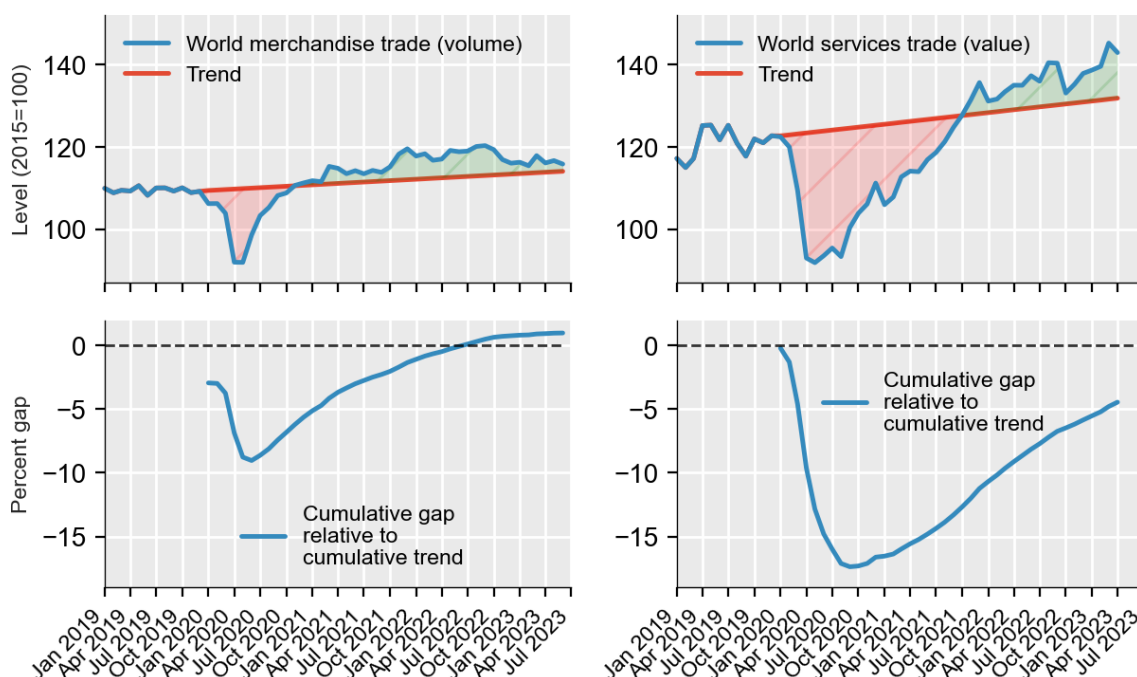 World merchandise trade (volume)
Trend
Level (2015=100)
140
120
100
World services trade (value)
Trend
140
120
100
Percent gap
0
−5
−10
−15
Cumulative gap
relative to
cumulative trend
Jan 2019
Apr 2019
Jul 2019
Oct 2019
Jan 2020
Apr 2020
Jul 2020
Oct 2020
Jan 2021
Apr 2021
Jul 2021
Oct 2021
Jan 2022
Apr 2022
Jul 2022
Oct 2022
Jan 2023
Apr 2023
Jul 2023
0
−5
−10
−15
Cumulative gap
relative to
cumulative trend
Jan 2019
Apr 2019
Jul 2019
Oct 2019
Jan 2020
Apr 2020
Jul 2020
Oct 2020
Jan 2021
Apr 2021
Jul 2021
Oct 2021
Jan 2022
Apr 2022
Jul 2022
Oct 2022
Jan 2023
Apr 2023
Jul 2023